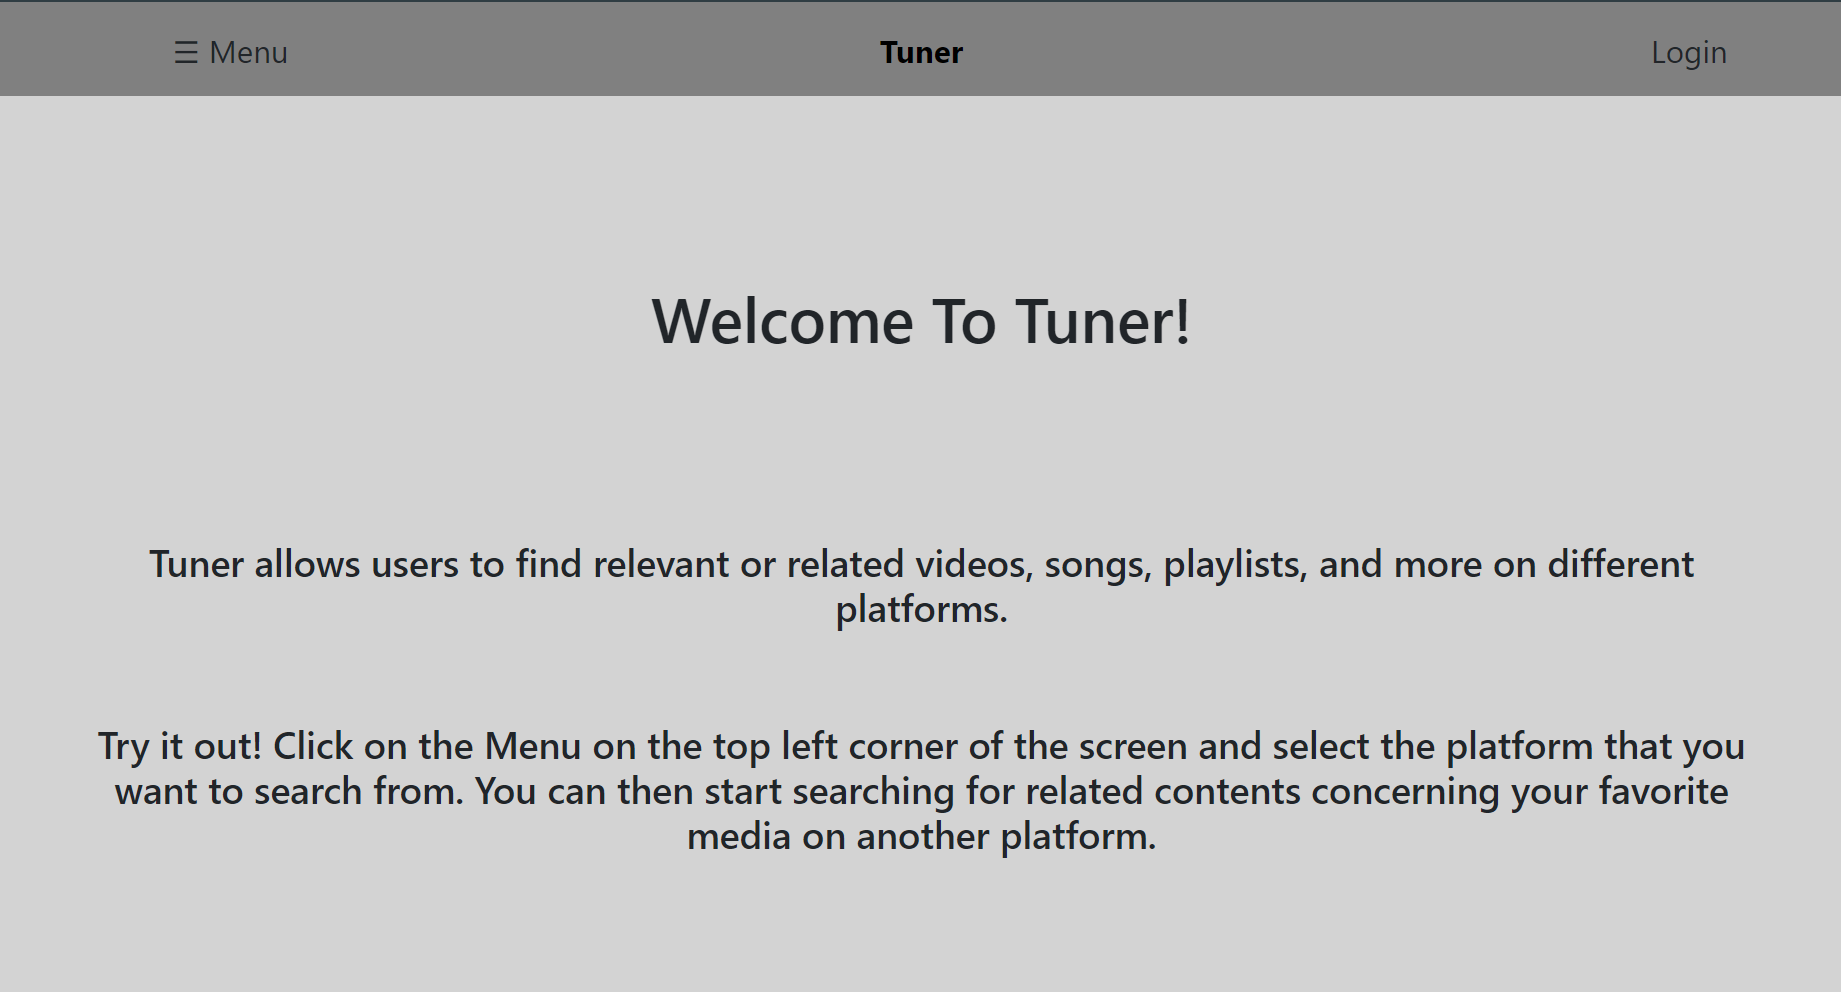 ☰ Menu
Tuner
Login
Welcome To Tuner!
Tuner allows users to find relevant or related videos, songs, playlists, and more on different
platforms.
Try it out! Click on the Menu on the top left corner of the screen and select the platform that you
want to search from. You can then start searching for related contents concerning your favorite
media on another platform.